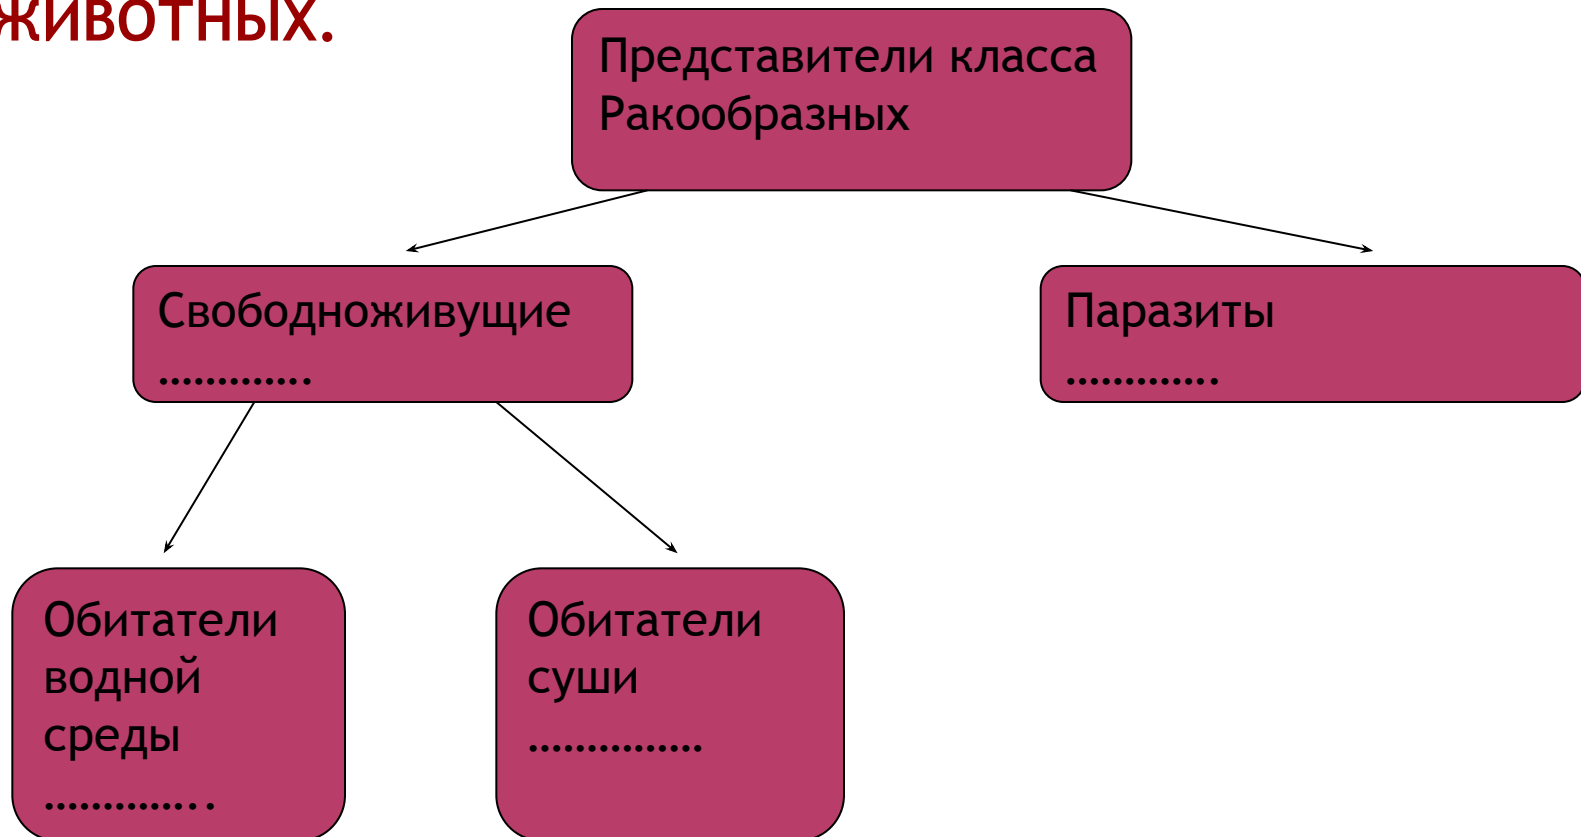 животных.
Представители класса
Ракообразных
Свободноживущие
………….
Паразиты
………….
Обитатели
водной
среды
…………..
Обитатели
суши
……………